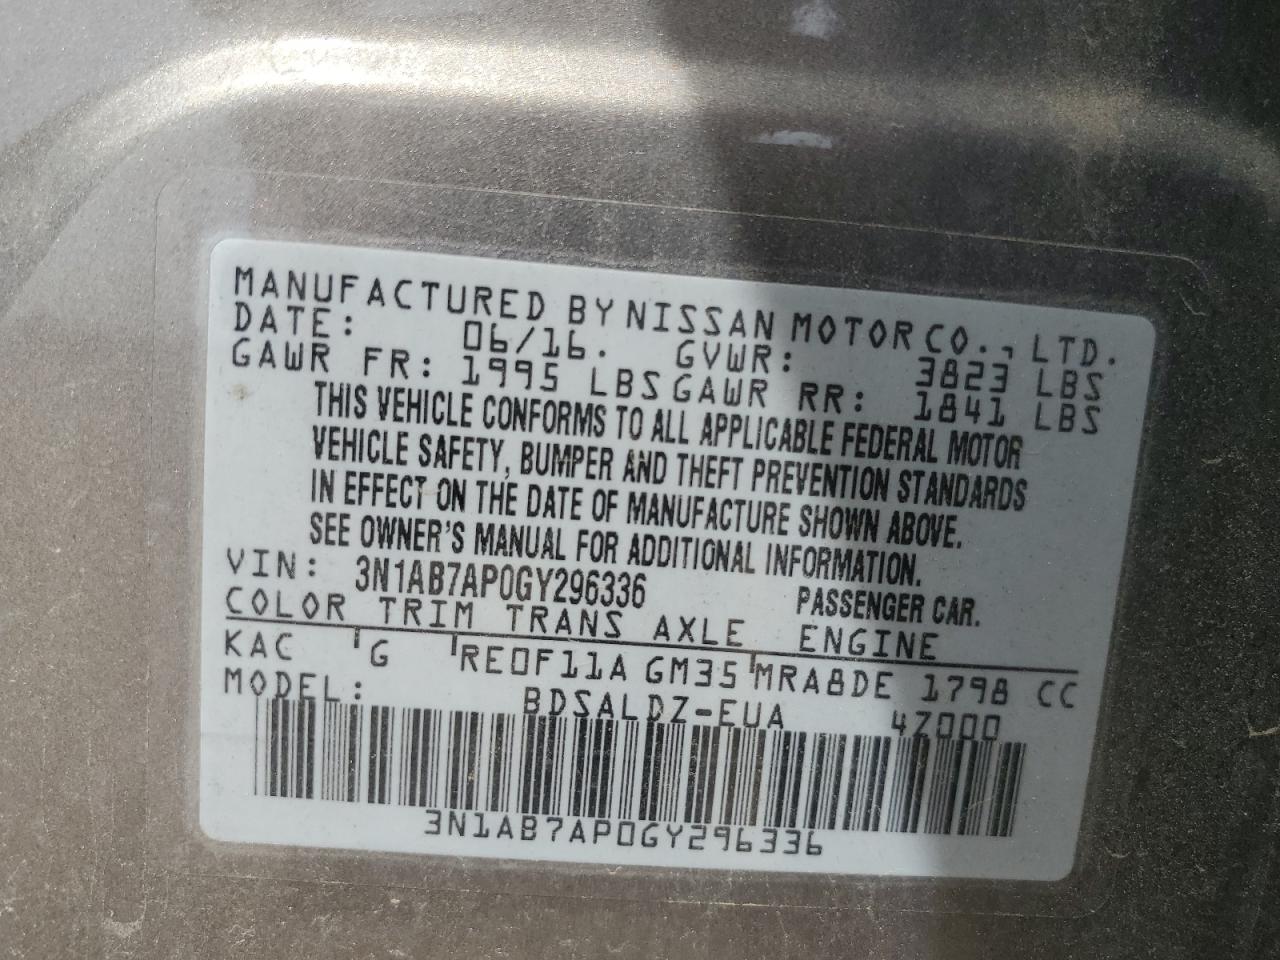 MANUFACTURED BY NISSAN MOTOR CO., LTD.
DATE: 06/16. GVWR: 3823 LBS
GAWR FR: 1995 LBS GAWR RR: 1841 LBS
THIS VEHICLE CONFORMS TO ALL APPLICABLE FEDERAL MOTOR
VEHICLE SAFETY, BUMPER AND THEFT PREVENTION STANDARDS
IN EFFECT ON THE DATE OF MANUFACTURE SHOWN ABOVE.
SEE OWNER'S MANUAL FOR ADDITIONAL INFORMATION.
VIN: 3N1AB7AP0GY296336 PASSENGER CAR.
COLOR TRIM TRANS AXLE ENGINE
KAC G RE0F11A GM35 MRA8DE 1798 CC
MODEL: BDSALDZ-EUA 4Z000
3N1AB7AP0GY296336